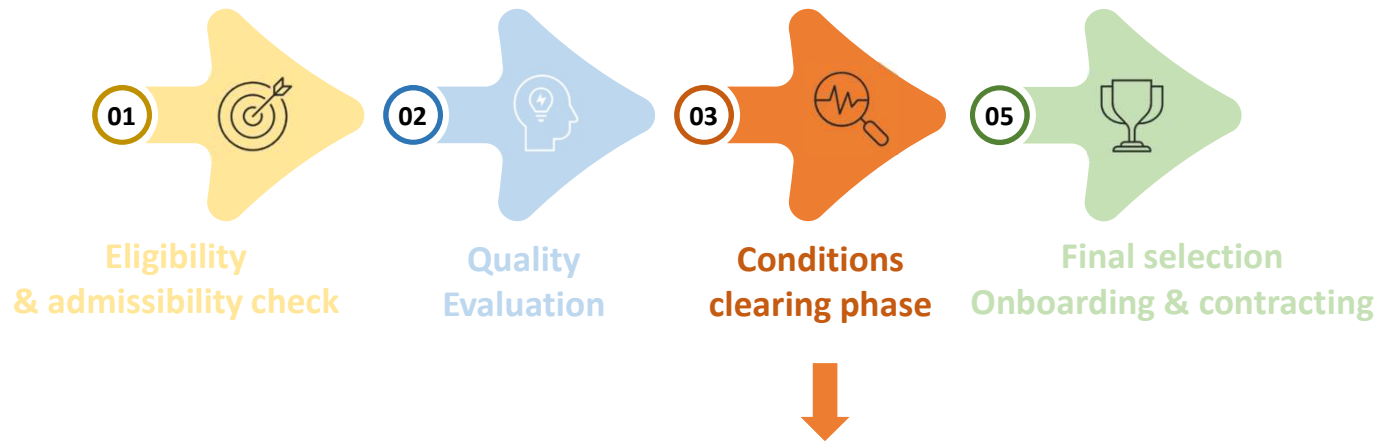 01
02
03
05
Eligibility
& admissibility check
Quality
Evaluation
Conditions
clearing phase
Final selection
Onboarding & contracting